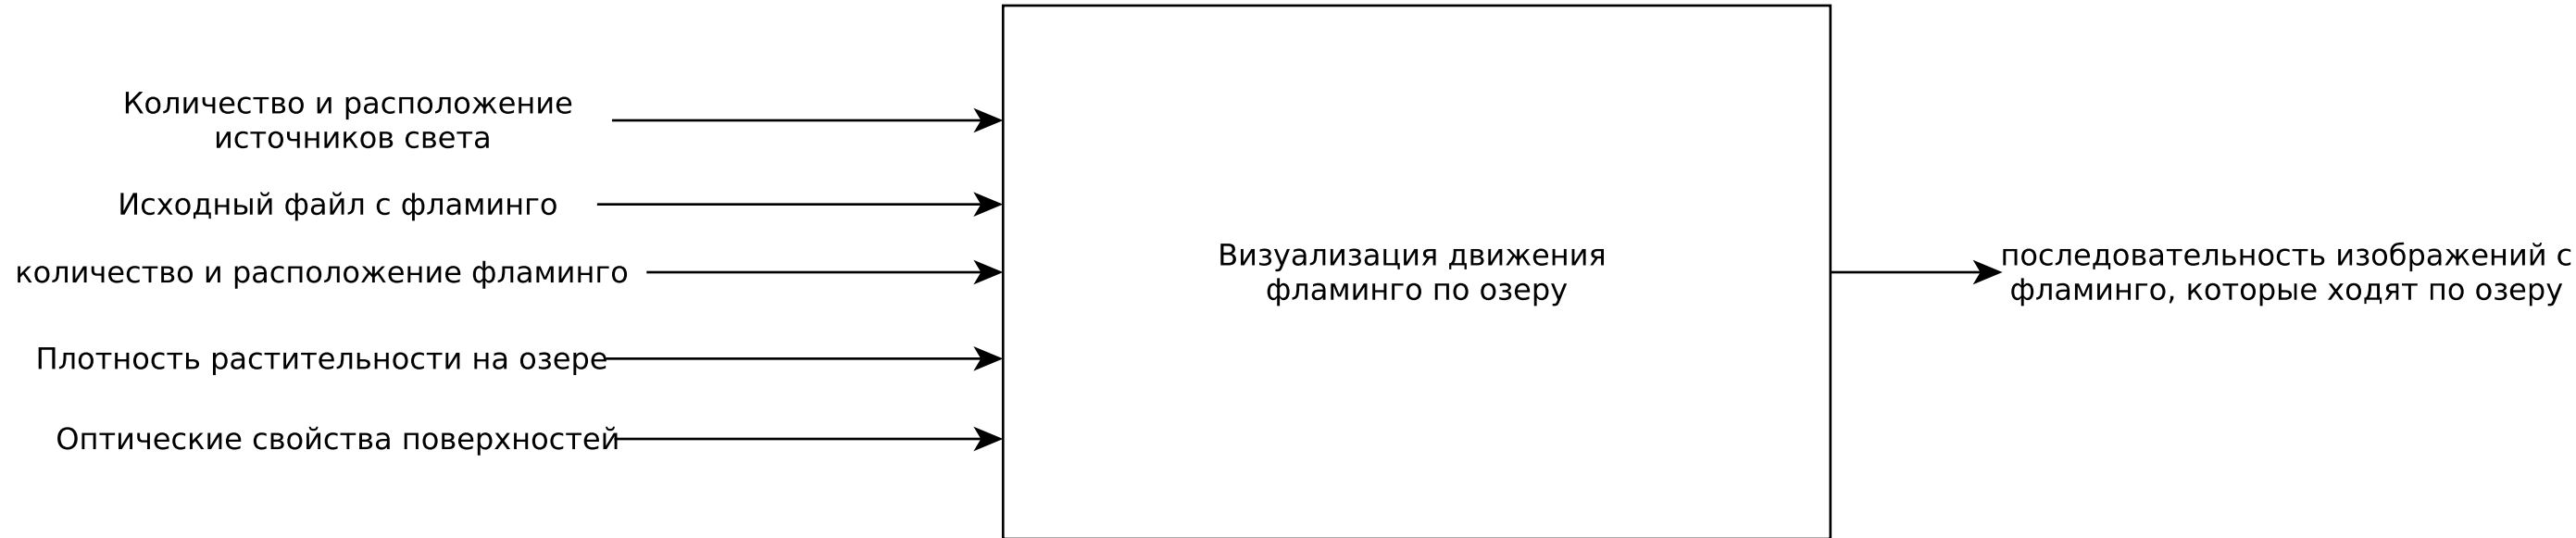 Количество и расположение
источников света
Исходный файл с фламинго
количество и расположение фламинго
Плотность растительности на озере
Оптические свойства поверхностей
Визуализация движения
фламинго по озеру
последовательность изображений с
фламинго, которые ходят по озеру